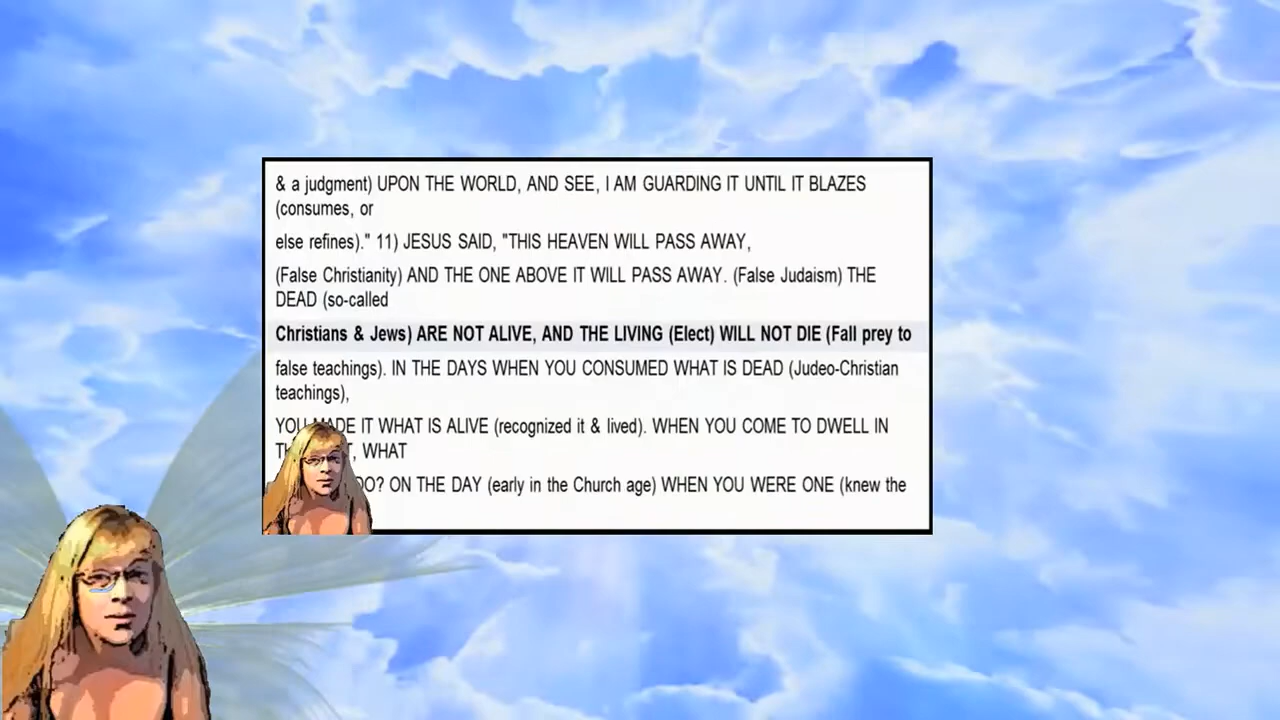 & a judgment) UPON THE WORLD, AND SEE, I AM GUARDING IT UNTIL IT BLAZES
(consumes, or
else refines)." 11) JESUS SAID, "THIS HEAVEN WILL PASS AWAY,
(False Christianity) AND THE ONE ABOVE IT WILL PASS AWAY. (False Judaism) THE
DEAD (so-called
Christians & Jews) ARE NOT ALIVE, AND THE LIVING (Elect) WILL NOT DIE (Fall prey to
false teachings). IN THE DAYS WHEN YOU CONSUMED WHAT IS DEAD (Judeo-Christian
teachings),
YOU MADE IT WHAT IS ALIVE (recognized it & lived). WHEN YOU COME TO DWELL IN
WHAT
ON THE DAY (early in the Church age) WHEN YOU WERE ONE (knew the